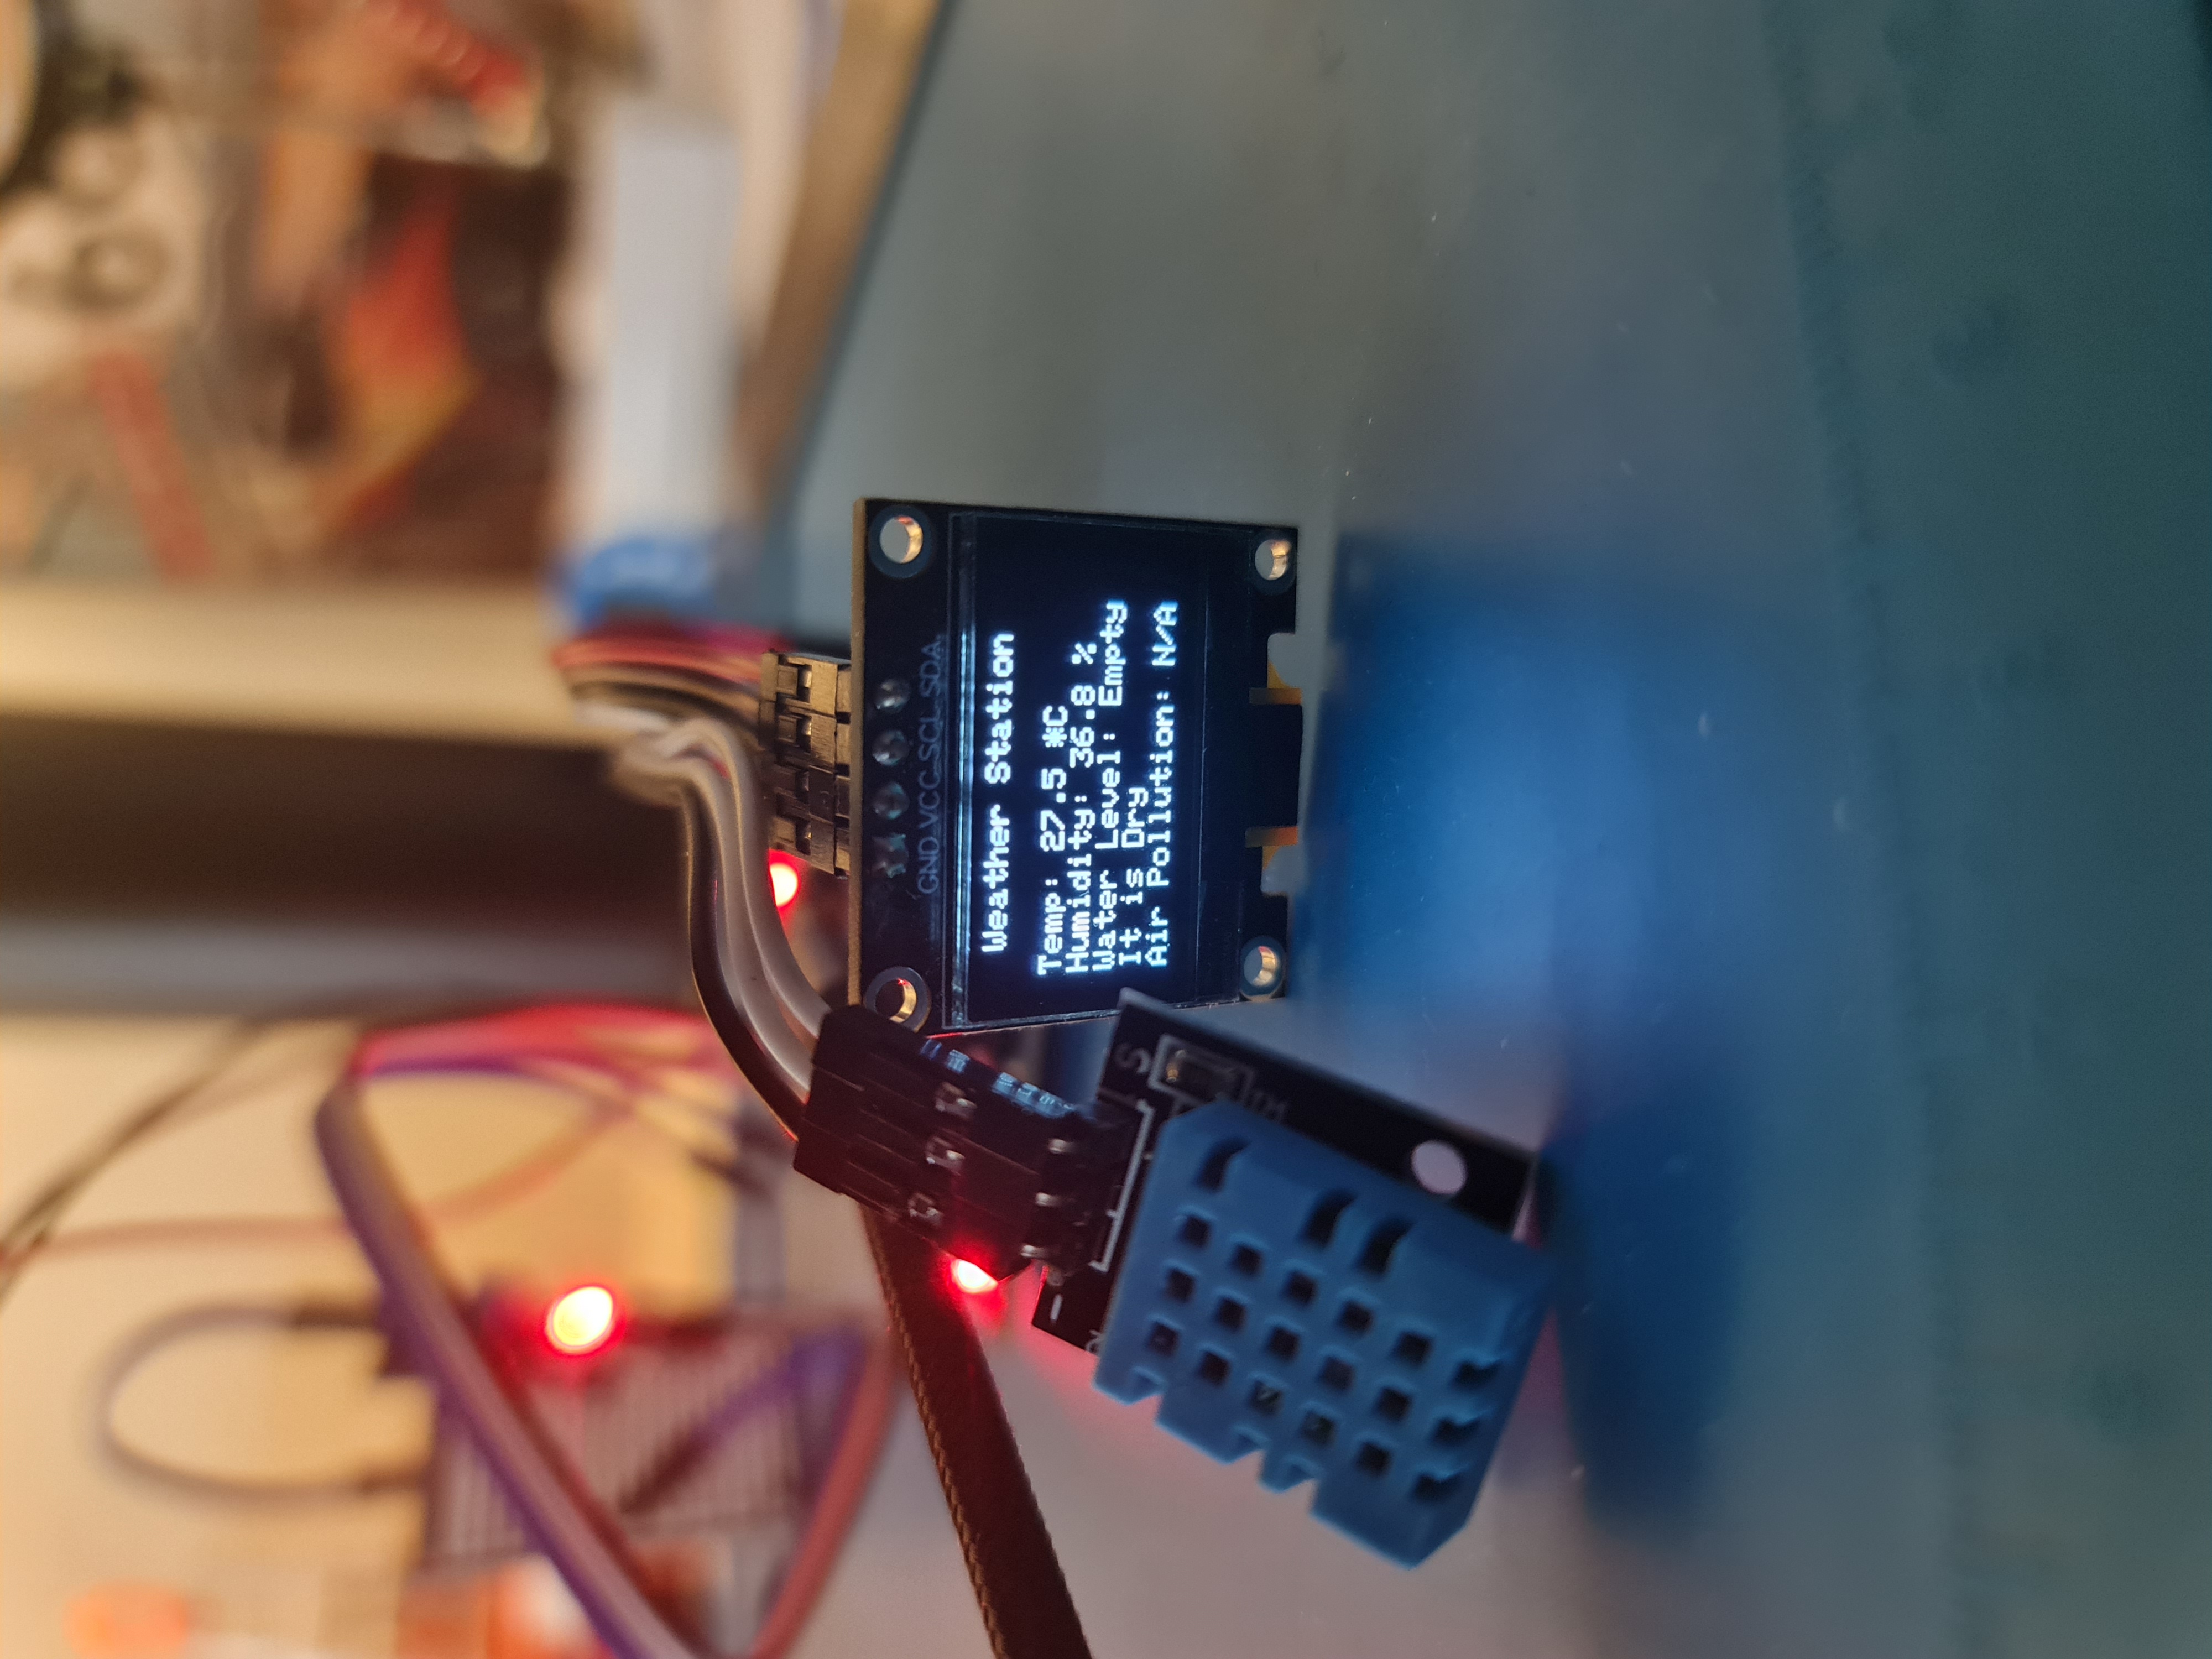 GND VCC SCL SDA
Weather Station
Temp: 27.5 *C
Humidity: 36.8 %
Water Level: Empty
It is Dry
Air Pollution: N/A
-
S